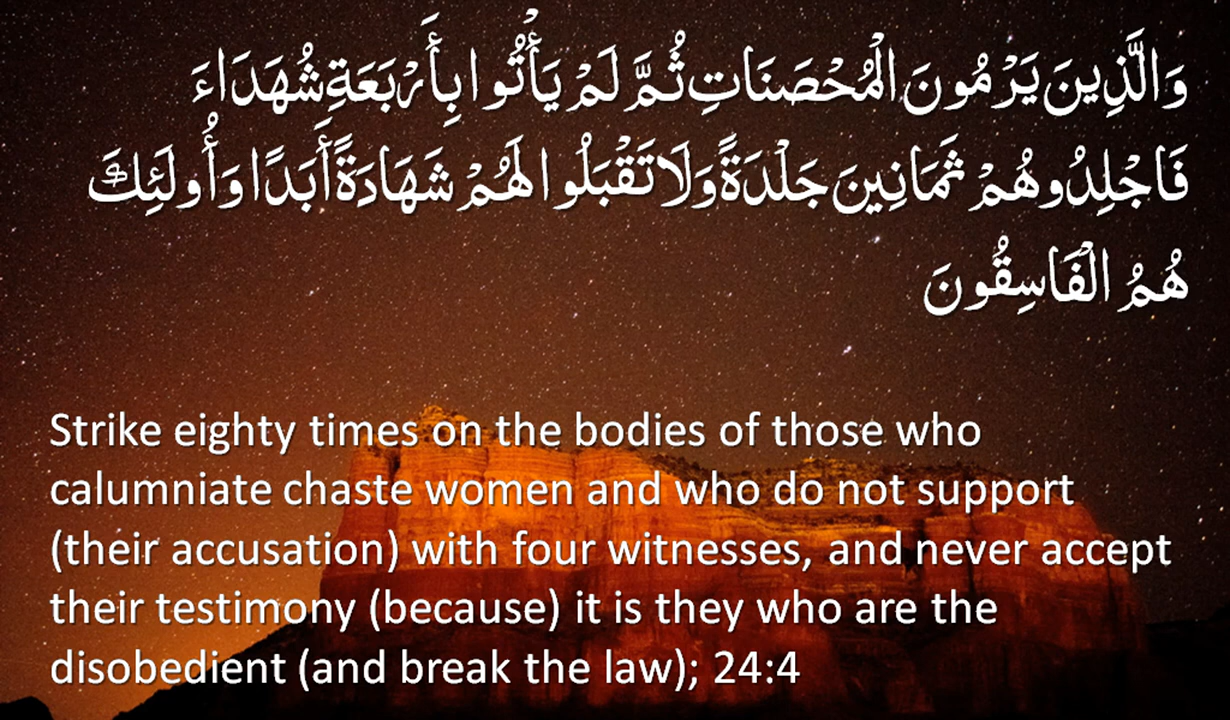 وَالَّذِينَ يَرْمُونَ الْمُحْصَنَاتِ ثُمَّ لَمْ يَأْتُوا بِأَرْبَعَةِ شُهَدَاءَ
فَاجْلِدُوهُمْ ثَمَانِينَ جَلْدَةً وَلَا تَقْبَلُوا لَهُمْ شَهَادَةً أَبَدًا وَأُولَئِكَ
هُمُ الْفَاسِقُونَ
Strike eighty times on the bodies of those who
calumniate chaste women and who do not support
(their accusation) with four witnesses, and never accept
their testimony (because) it is they who are the
disobedient (and break the law); 24:4